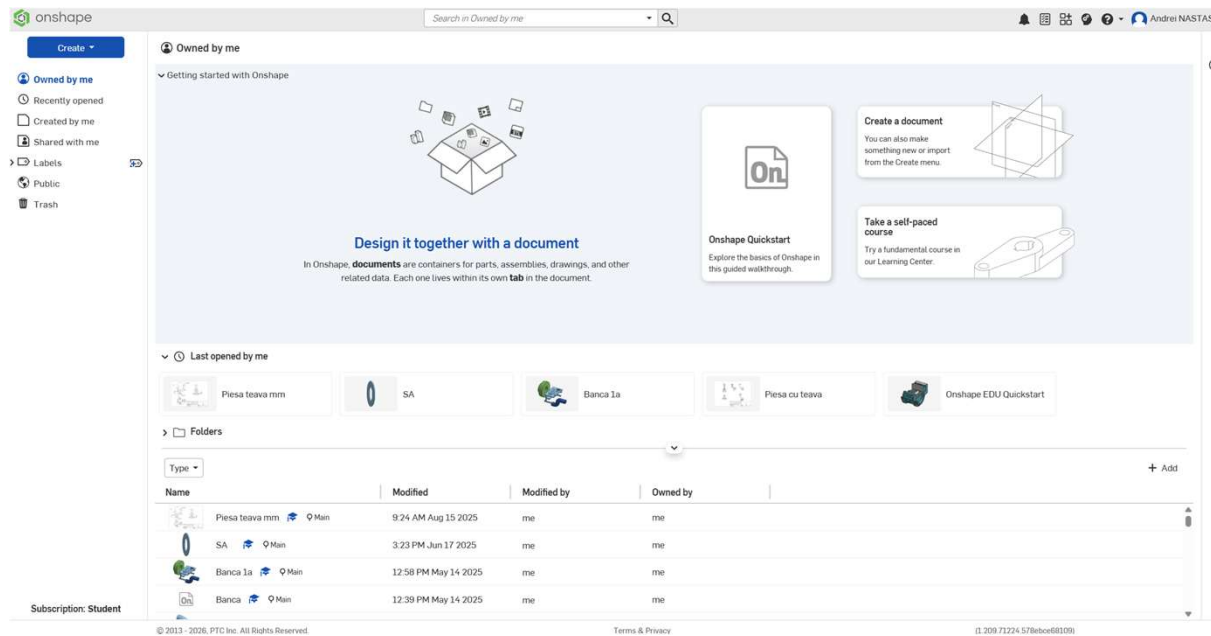 onshape
Search in Owned by me
Andrei NASTAS
Create
Owned by me
Recently opened
Created by me
Shared with me
Labels
Public
Trash
Subscription: Student
Owned by me
Getting started with Onshape
Design it together with a document
In Onshape, documents are containers for parts, assemblies, drawings, and other
related data. Each one lives within its own tab in the document.
On
Onshape Quickstart
Explore the basics of Onshape in
this guided walkthrough.
Create a document
You can also make
something new or import
from the Create menu.
Take a self-paced
course
Try a fundamental course in
our Learning Center.
Last opened by me
Piesa teava mm
SA
Banca 1a
Piesa cu teava
Onshape EDU Quickstart
Folders
Type
+ Add
Name Modified Modified by Owned by
Piesa teava mm Main 9:24 AM Aug 15 2025 me me
SA Main 3:23 PM Jun 17 2025 me me
Banca 1a Main 12:58 PM May 14 2025 me me
On Banca Main 12:39 PM May 14 2025 me me
© 2013 - 2026, PTC Inc. All Rights Reserved. Terms & Privacy (1.209.71224.578ebce68109)